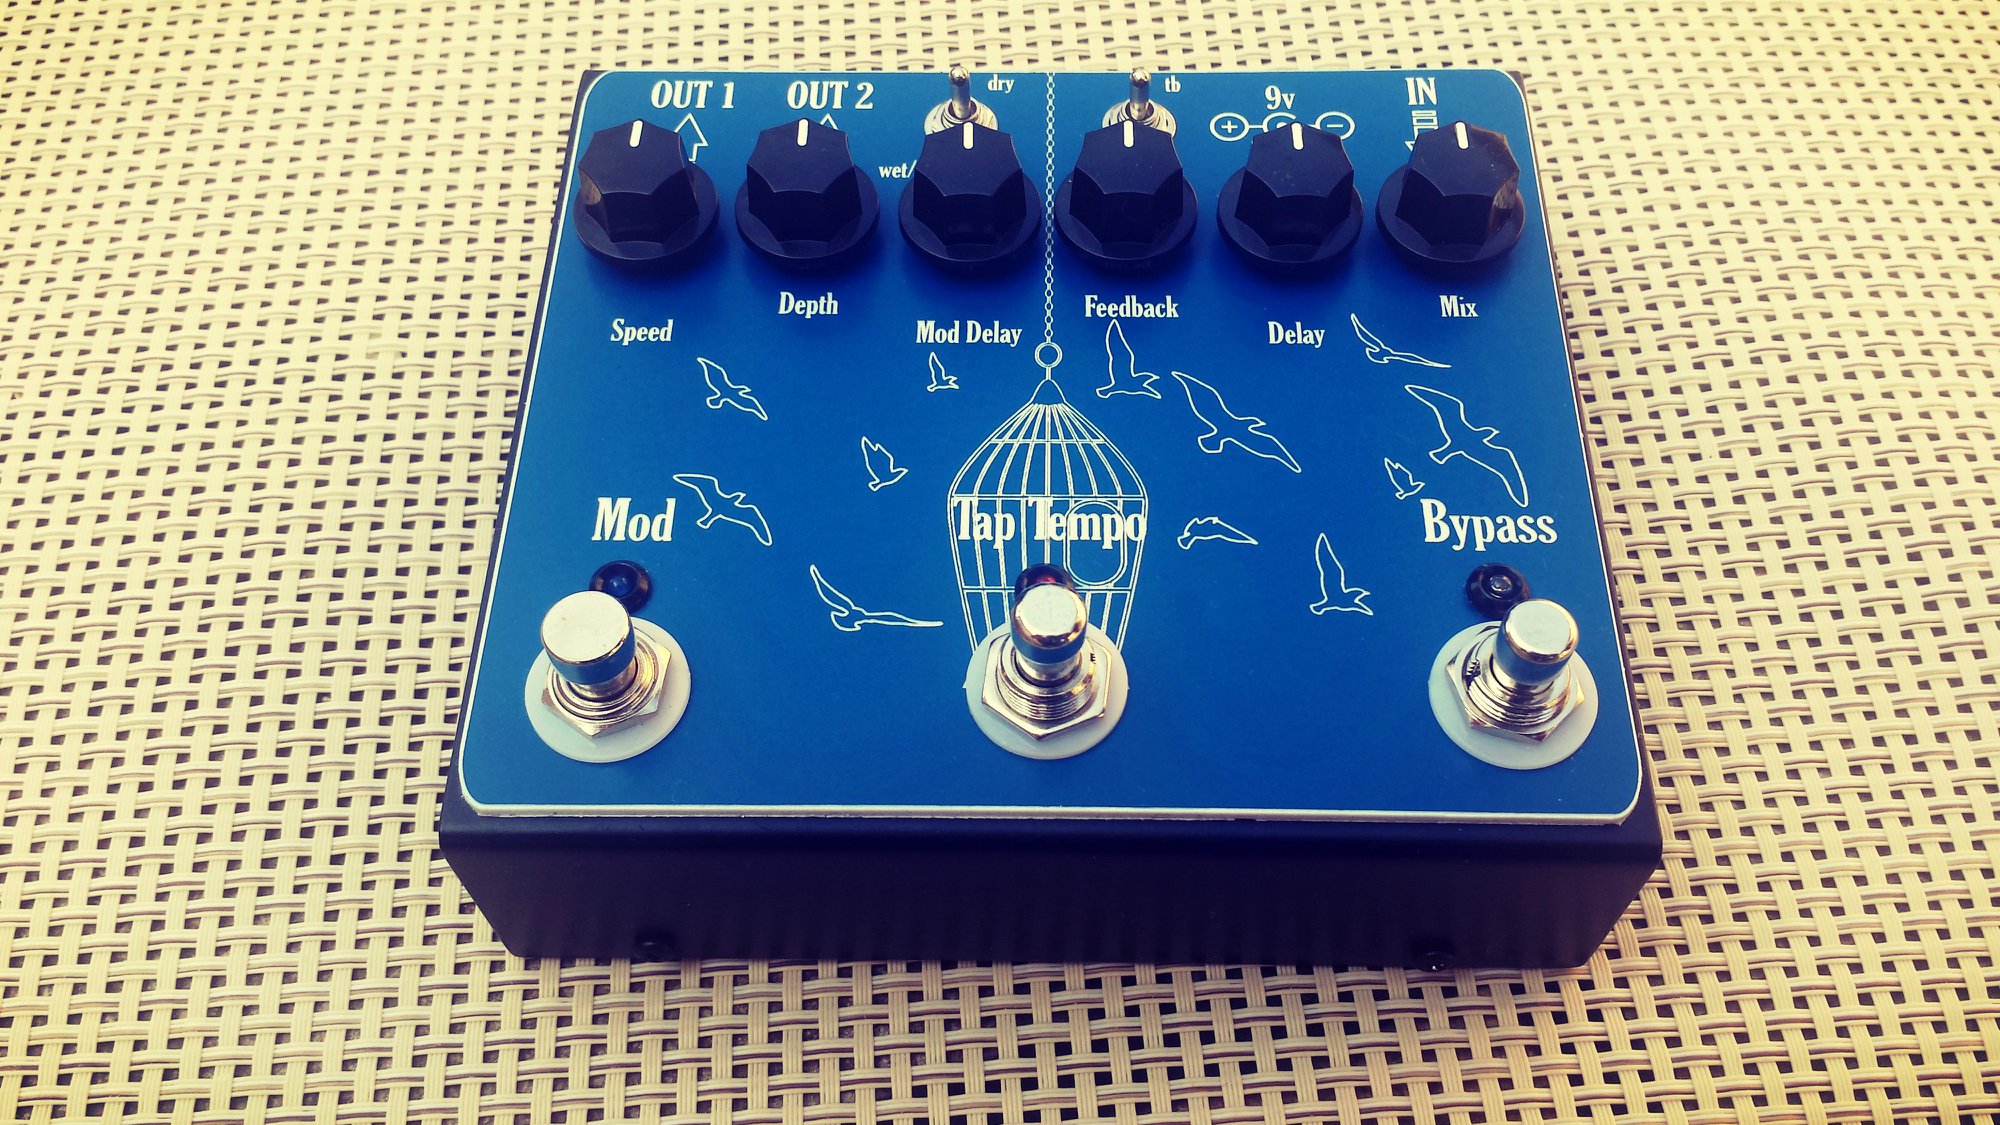 OUT 1
OUT 2
dry
wet/
tb
9v
+
-
IN
Speed
Depth
Mod Delay
Feedback
Delay
Mix
Mod
Tap Tempo
Bypass